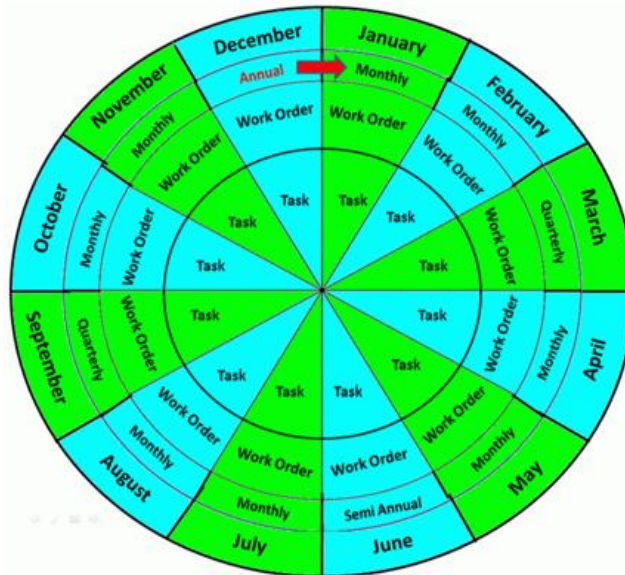 December
Annual
Work Order
Task
January
Monthly
Work Order
Task
February
Monthly
Work Order
Task
March
Quarterly
Work Order
Task
April
Monthly
Work Order
Task
May
Monthly
Work Order
Task
June
Semi Annual
Work Order
Task
July
Monthly
Work Order
Task
August
Monthly
Work Order
Task
September
Quarterly
Work Order
Task
October
Monthly
Work Order
Task
November
Monthly
Work Order
Task